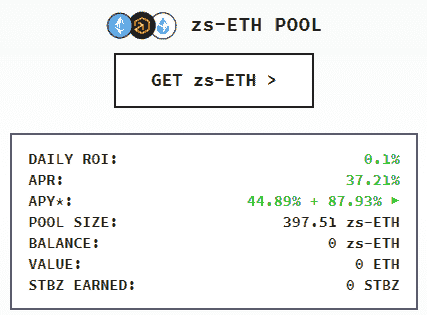 zs-ETH POOL
GET zs-ETH >
DAILY ROI: 0.1%
APR: 37.21%
APY*: 44.89% + 87.93% ▶
POOL SIZE: 397.51 zs-ETH
BALANCE: 0 zs-ETH
VALUE: 0 ETH
STBZ EARNED: 0 STBZ